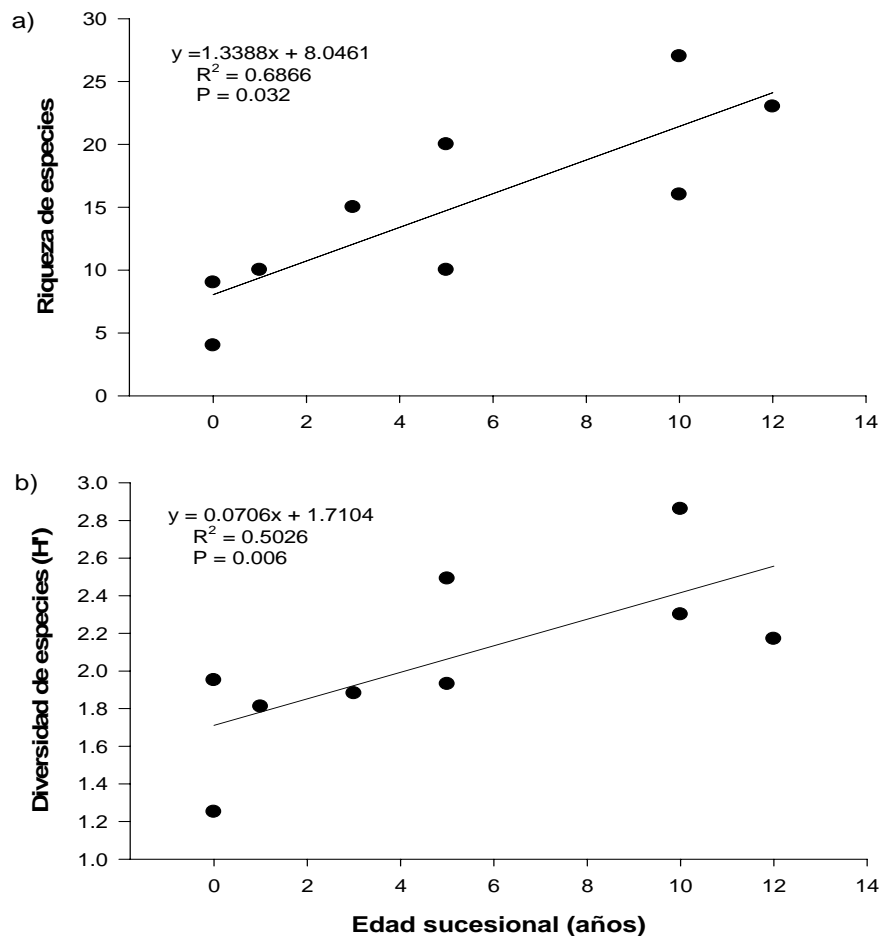 a)
30
25
20
15
10
5
0
Riqueza de especies
y =1.3388x + 8.0461
R² = 0.6866
P = 0.032
0 2 4 6 8 10 12 14
b)
3.0
2.8
2.6
2.4
2.2
2.0
1.8
1.6
1.4
1.2
1.0
Diversidad de especies (H')
y = 0.0706x + 1.7104
R² = 0.5026
P = 0.006
0 2 4 6 8 10 12 14
Edad sucesional (años)